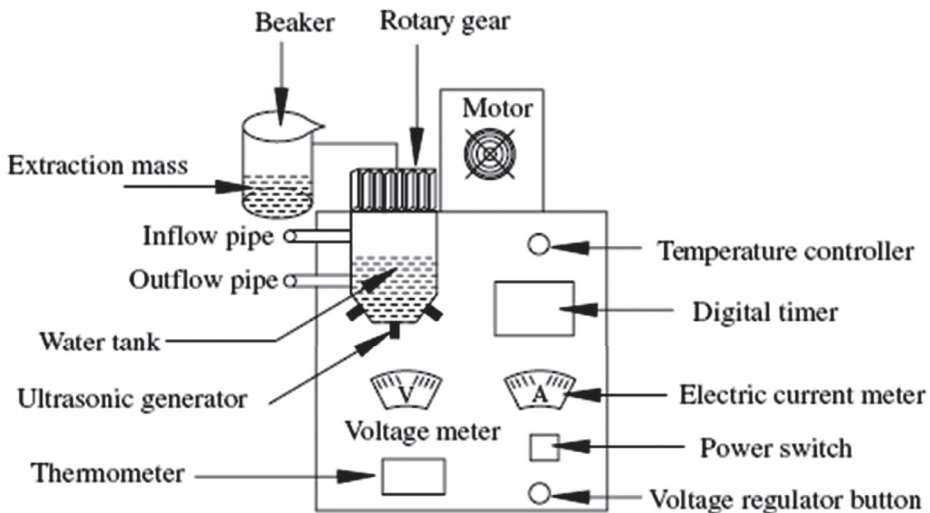 Beaker
Rotary gear
Motor
Extraction mass
Inflow pipe
Temperature controller
Outflow pipe
Digital timer
Water tank
Ultrasonic generator
V
A
Electric current meter
Voltage meter
Power switch
Thermometer
Voltage regulator button